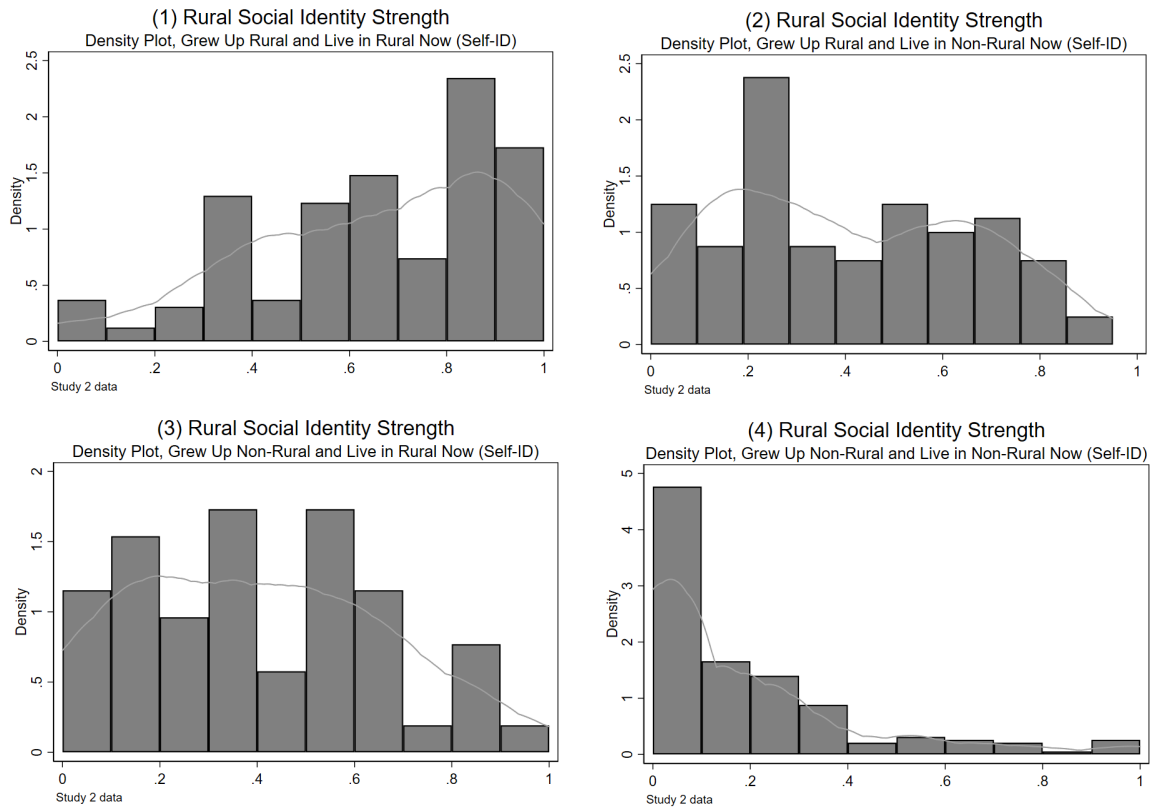 (1) Rural Social Identity Strength
Density Plot, Grew Up Rural and Live in Rural Now (Self-ID)
Density
2.5
2
1.5
1
.5
0
0 .2 .4 .6 .8 1
Study 2 data
(2) Rural Social Identity Strength
Density Plot, Grew Up Rural and Live in Non-Rural Now (Self-ID)
Density
2.5
2
1.5
1
.5
0
0 .2 .4 .6 .8 1
Study 2 data
(3) Rural Social Identity Strength
Density Plot, Grew Up Non-Rural and Live in Rural Now (Self-ID)
Density
2
1.5
1
.5
0
0 .2 .4 .6 .8 1
Study 2 data
(4) Rural Social Identity Strength
Density Plot, Grew Up Non-Rural and Live in Non-Rural Now (Self-ID)
Density
5
4
3
2
1
0
0 .2 .4 .6 .8 1
Study 2 data